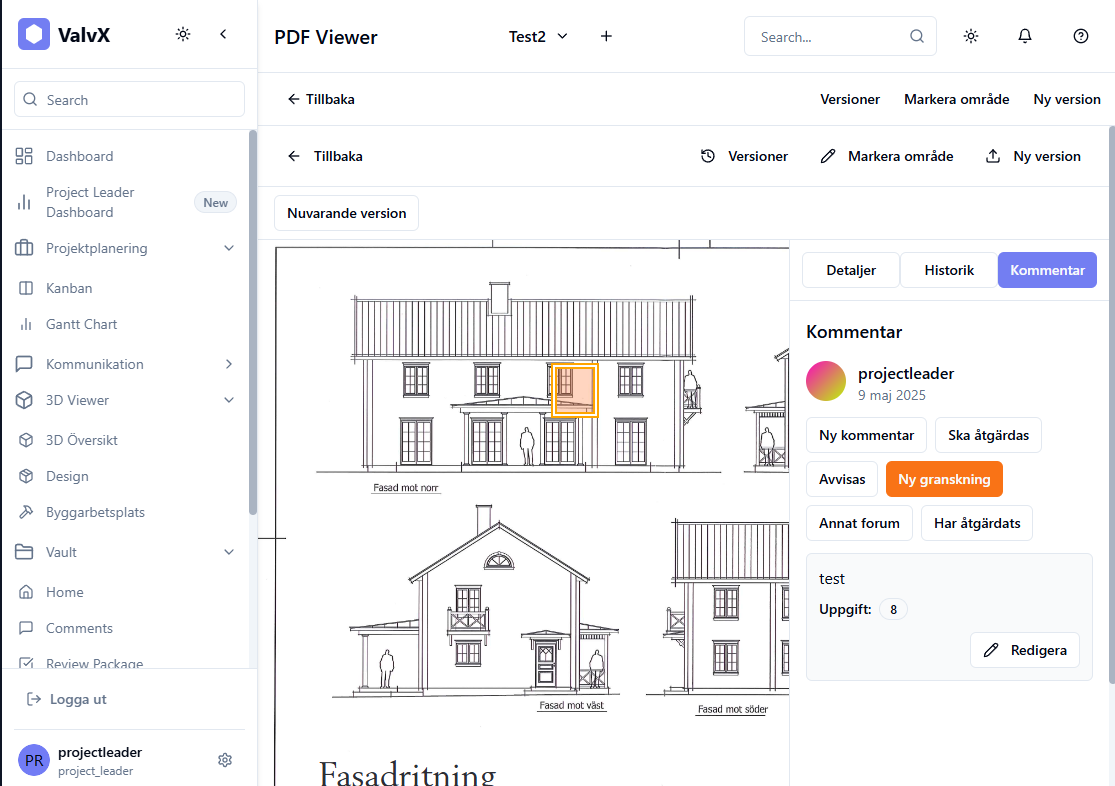 ValvX
Search
Dashboard
Project Leader
Dashboard
New
Projektplanering
Kanban
Gantt Chart
Kommunikation
3D Viewer
3D Översikt
Design
Byggarbetsplats
Vault
Home
Comments
Review Package
Logga ut
PR
projectleader
project_leader
PDF Viewer
Test2
Search...
Tillbaka
Versioner
Markera område
Ny version
Tillbaka
Versioner
Markera område
Ny version
Nuvarande version
Fasad mot norr
Fasad mot väst
Fasad mot söder
Fasadritning
Detaljer
Historik
Kommentar
Kommentar
projectleader
9 maj 2025
Ny kommentar
Ska åtgärdas
Avvisas
Ny granskning
Annat forum
Har åtgärdats
test
Uppgift: 8
Redigera